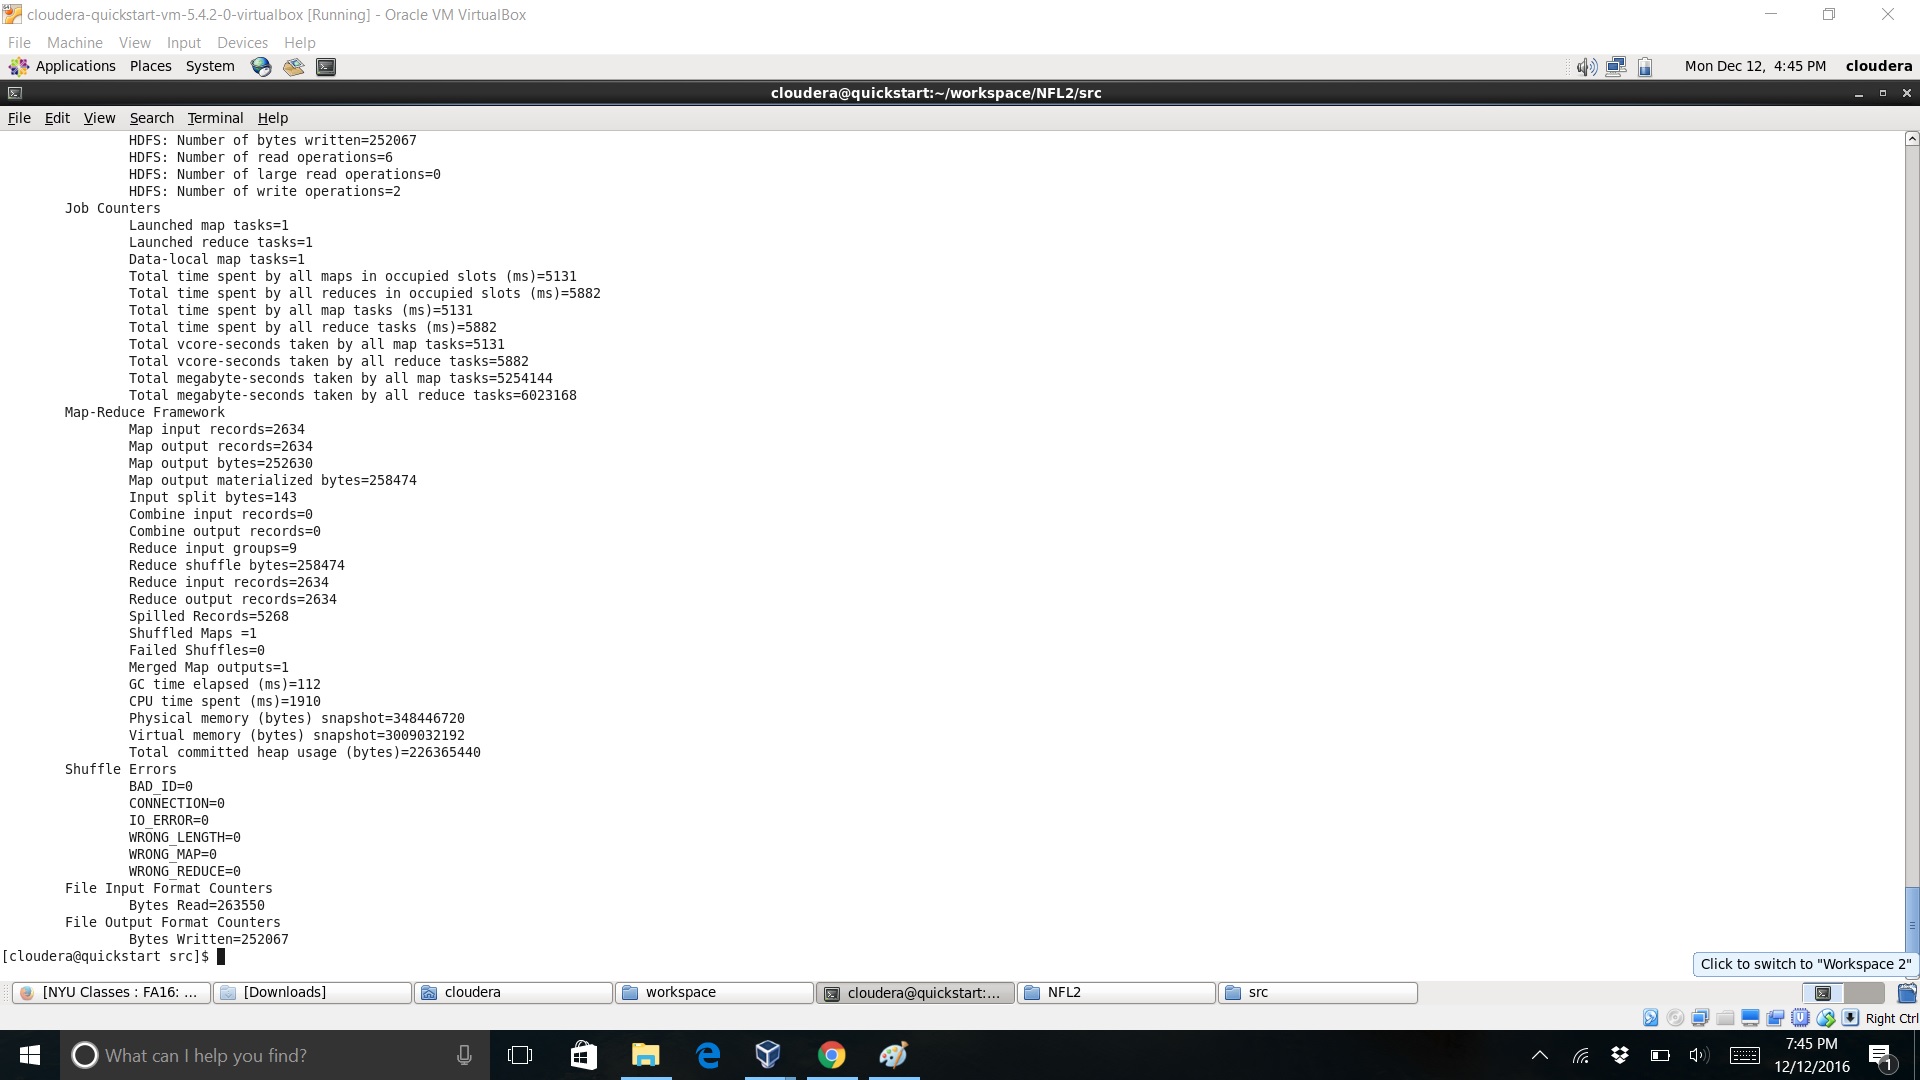 cloudera-quickstart-vm-5.4.2-0-virtualbox [Running] - Oracle VM VirtualBox
File Machine View Input Devices Help
Applications Places System Mon Dec 12, 4:45 PM cloudera
cloudera@quickstart:~/workspace/NFL2/src
File Edit View Search Terminal Help
HDFS: Number of bytes written=252067
HDFS: Number of read operations=6
HDFS: Number of large read operations=0
HDFS: Number of write operations=2
Job Counters
Launched map tasks=1
Launched reduce tasks=1
Data-local map tasks=1
Total time spent by all maps in occupied slots (ms)=5131
Total time spent by all reduces in occupied slots (ms)=5882
Total time spent by all map tasks (ms)=5131
Total time spent by all reduce tasks (ms)=5882
Total vcore-seconds taken by all map tasks=5131
Total vcore-seconds taken by all reduce tasks=5882
Total megabyte-seconds taken by all map tasks=5254144
Total megabyte-seconds taken by all reduce tasks=6023168
Map-Reduce Framework
Map input records=2634
Map output records=2634
Map output bytes=252630
Map output materialized bytes=258474
Input split bytes=143
Combine input records=0
Combine output records=0
Reduce input groups=9
Reduce shuffle bytes=258474
Reduce input records=2634
Reduce output records=2634
Spilled Records=5268
Shuffled Maps =1
Failed Shuffles=0
Merged Map outputs=1
GC time elapsed (ms)=112
CPU time spent (ms)=1910
Physical memory (bytes) snapshot=348446720
Virtual memory (bytes) snapshot=3009032192
Total committed heap usage (bytes)=226365440
Shuffle Errors
BAD_ID=0
CONNECTION=0
IO_ERROR=0
WRONG_LENGTH=0
WRONG_MAP=0
WRONG_REDUCE=0
File Input Format Counters
Bytes Read=263550
File Output Format Counters
Bytes Written=252067
[cloudera@quickstart src]$
Click to switch to "Workspace 2"
[NYU Classes : FA16: ... [Downloads] cloudera workspace cloudera@quickstart:... NFL2 src
Right Ctrl
What can I help you find?
7:45 PM
12/12/2016
1